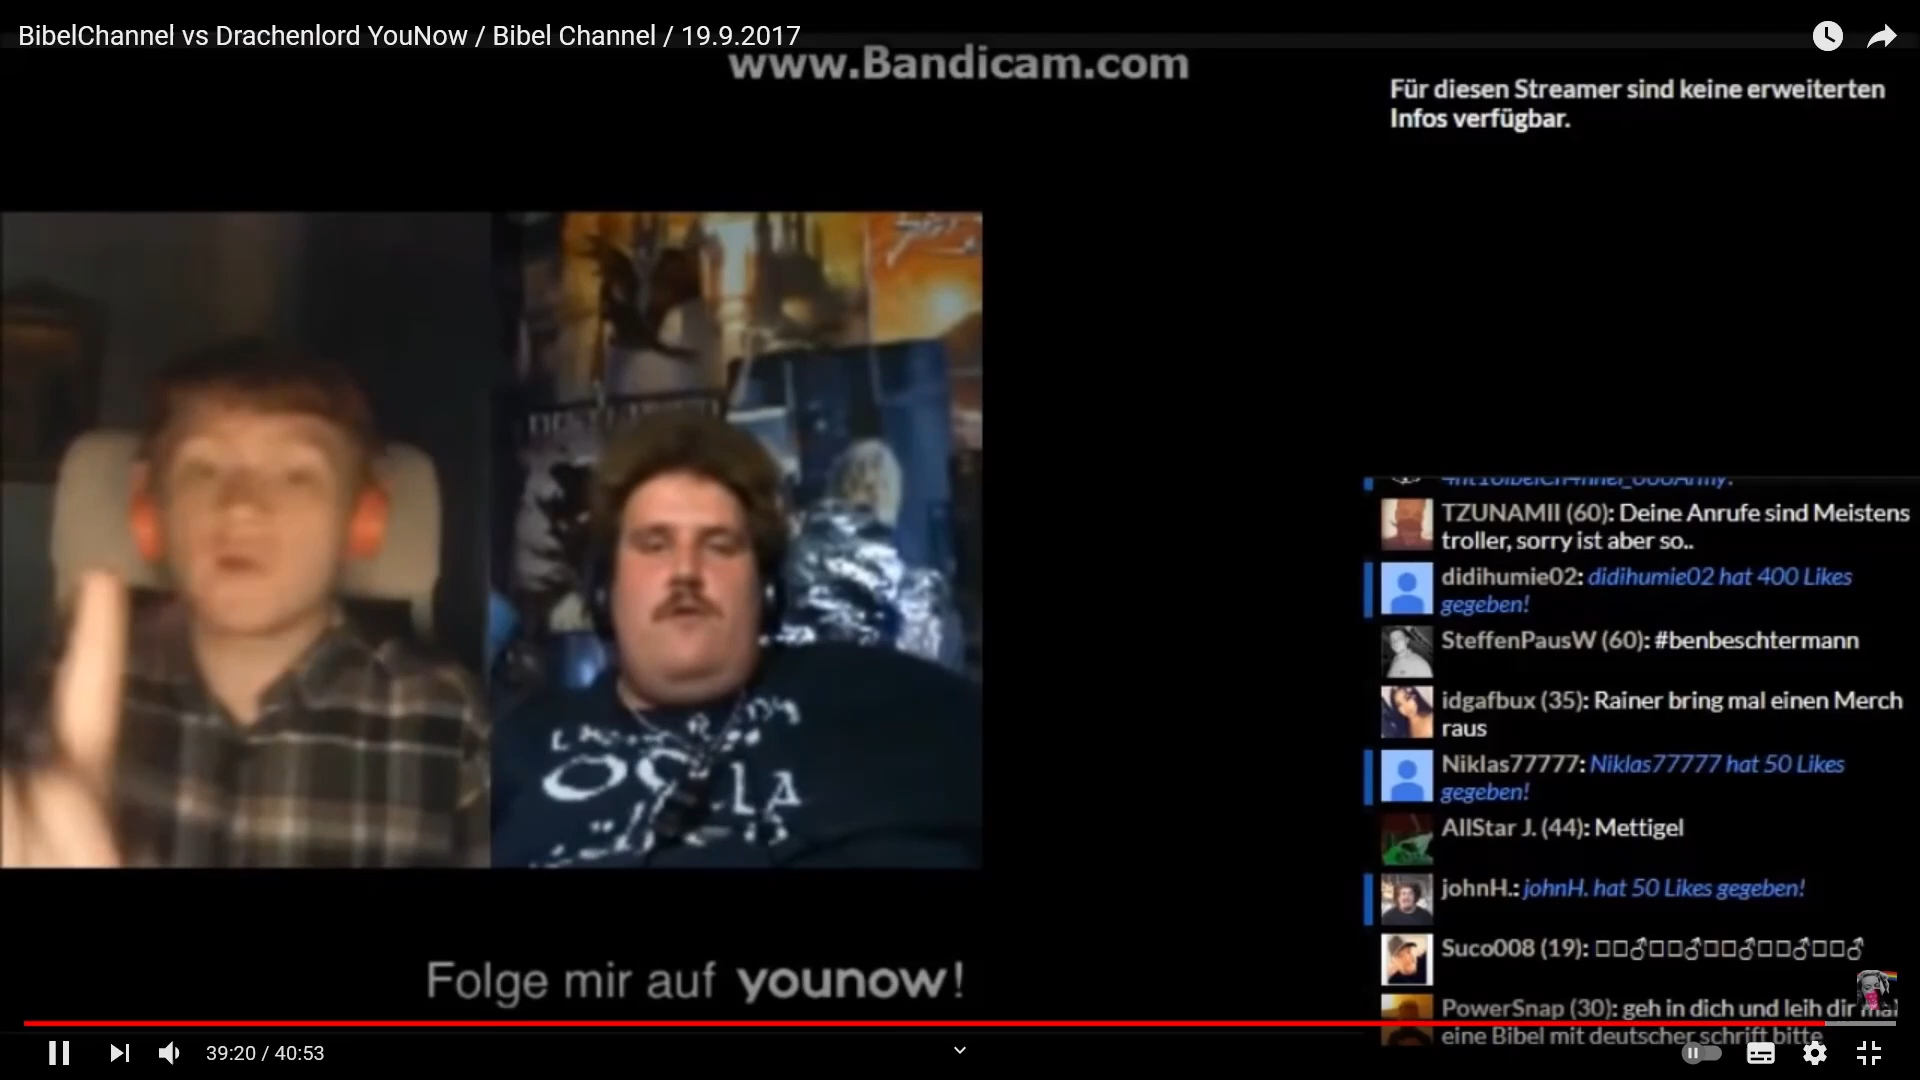 BibelChannel vs Drachenlord YouNow / Bibel Channel / 19.9.2017
www.Bandicam.com
Für diesen Streamer sind keine erweiterten
Infos verfügbar.
TZUNAMII (60): Deine Anrufe sind Meistens
troller, sorry ist aber so..
didihumie02: didihumie02 hat 400 Likes
gegeben!
SteffenPausW (60): #benbeschtermann
idgafbux (35): Rainer bring mal einen Merch
raus
Niklas77777: Niklas77777 hat 50 Likes
gegeben!
AllStar J. (44): Mettigel
johnH.: johnH. hat 50 Likes gegeben!
Suco008 (19): □□♂□□♂□□♂□□♂□□♂
PowerSnap (30): geh in dich und leih dir mal
eine Bibel mit deutscher schrift bitte
Folge mir auf younow!
39:20 / 40:53